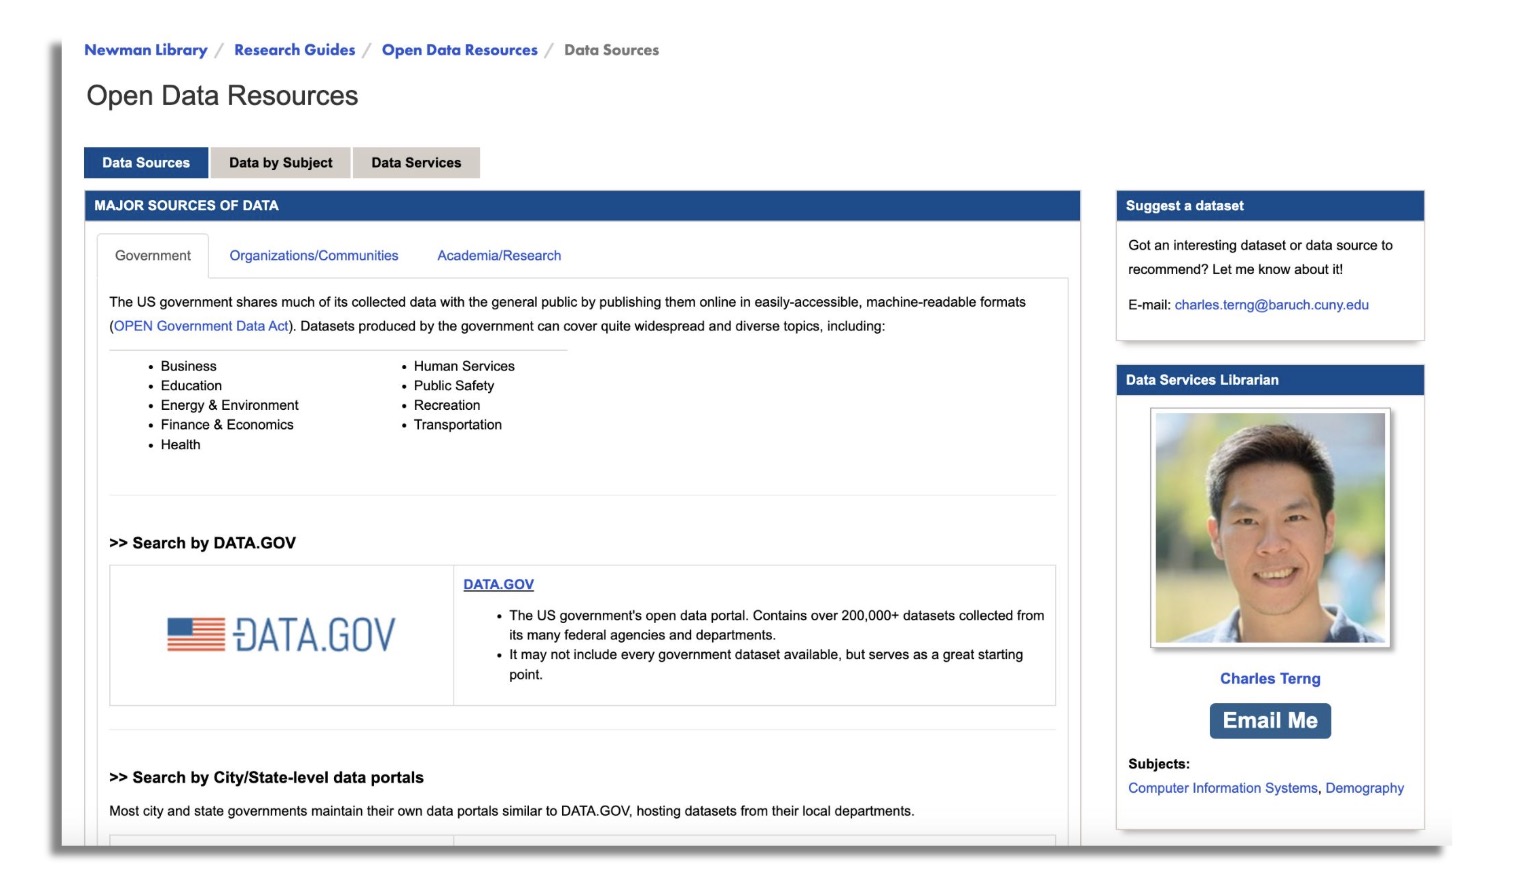 Newman Library / Research Guides / Open Data Resources / Data Sources
Open Data Resources
Data Sources
Data by Subject
Data Services
MAJOR SOURCES OF DATA
Government
Organizations/Communities
Academia/Research
The US government shares much of its collected data with the general public by publishing them online in easily-accessible, machine-readable formats
(OPEN Government Data Act). Datasets produced by the government can cover quite widespread and diverse topics, including:
• Business
• Education
• Energy & Environment
• Finance & Economics
• Health
• Human Services
• Public Safety
• Recreation
• Transportation
>> Search by DATA.GOV
DATA.GOV
DATA.GOV
• The US government's open data portal. Contains over 200,000+ datasets collected from
its many federal agencies and departments.
• It may not include every government dataset available, but serves as a great starting
point.
>> Search by City/State-level data portals
Most city and state governments maintain their own data portals similar to DATA.GOV, hosting datasets from their local departments.
Suggest a dataset
Got an interesting dataset or data source to
recommend? Let me know about it!
E-mail: charles.terng@baruch.cuny.edu
Data Services Librarian
Charles Terng
Email Me
Subjects:
Computer Information Systems, Demography